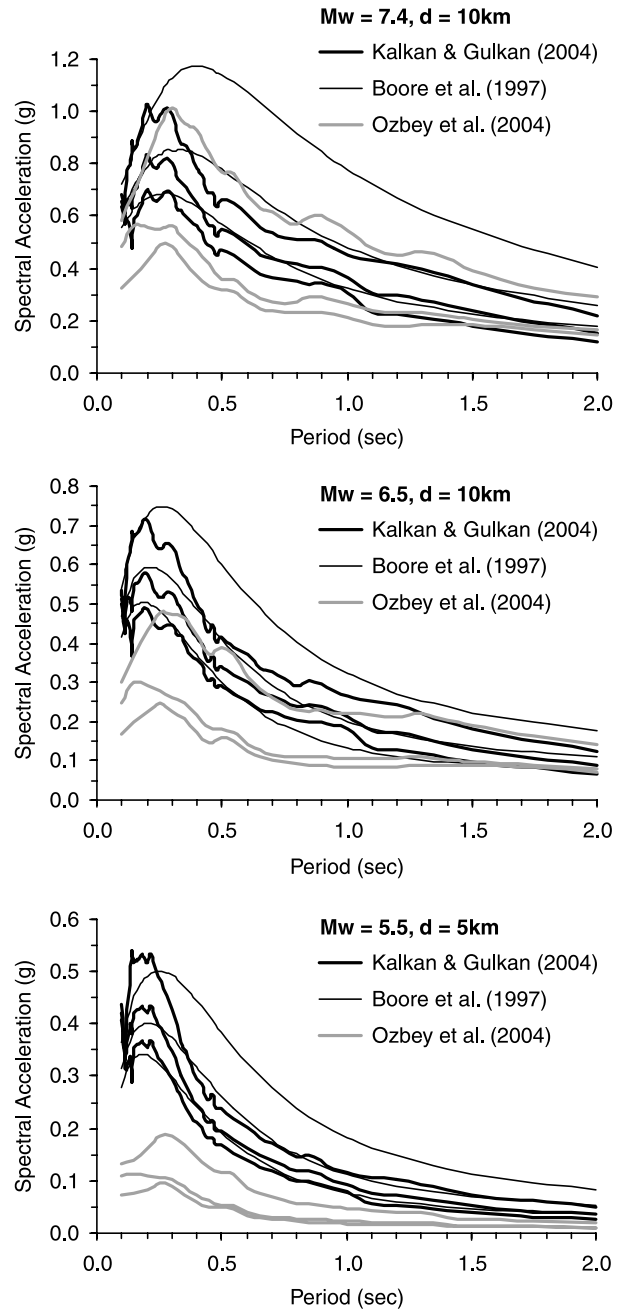 Mw = 7.4, d = 10km
Kalkan & Gulkan (2004)
Boore et al. (1997)
Ozbey et al. (2004)
Spectral Acceleration (g)
1.2
1.0
0.8
0.6
0.4
0.2
0.0
0.0 0.5 1.0 1.5 2.0
Period (sec)
Mw = 6.5, d = 10km
Kalkan & Gulkan (2004)
Boore et al. (1997)
Ozbey et al. (2004)
Spectral Acceleration (g)
0.8
0.7
0.6
0.5
0.4
0.3
0.2
0.1
0.0
0.0 0.5 1.0 1.5 2.0
Period (sec)
Mw = 5.5, d = 5km
Kalkan & Gulkan (2004)
Boore et al. (1997)
Ozbey et al. (2004)
Spectral Acceleration (g)
0.6
0.5
0.4
0.3
0.2
0.1
0.0
0.0 0.5 1.0 1.5 2.0
Period (sec)